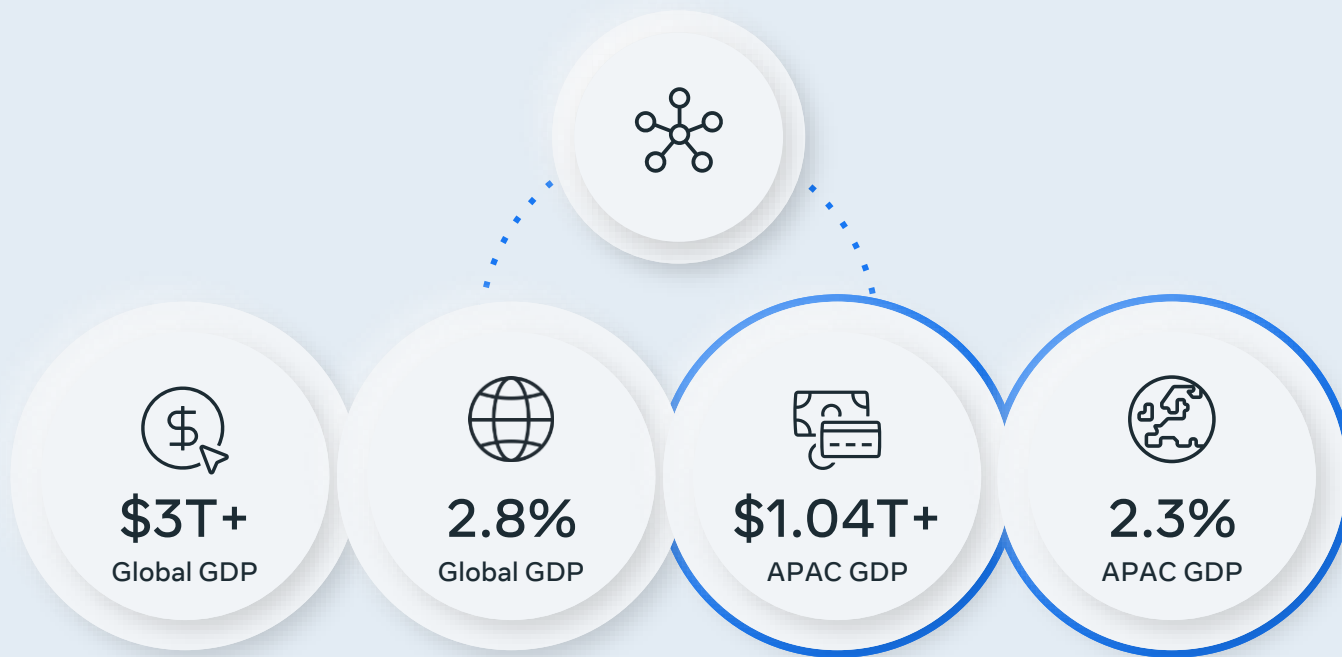 $3T+
Global GDP
2.8%
Global GDP
$1.04T+
APAC GDP
2.3%
APAC GDP